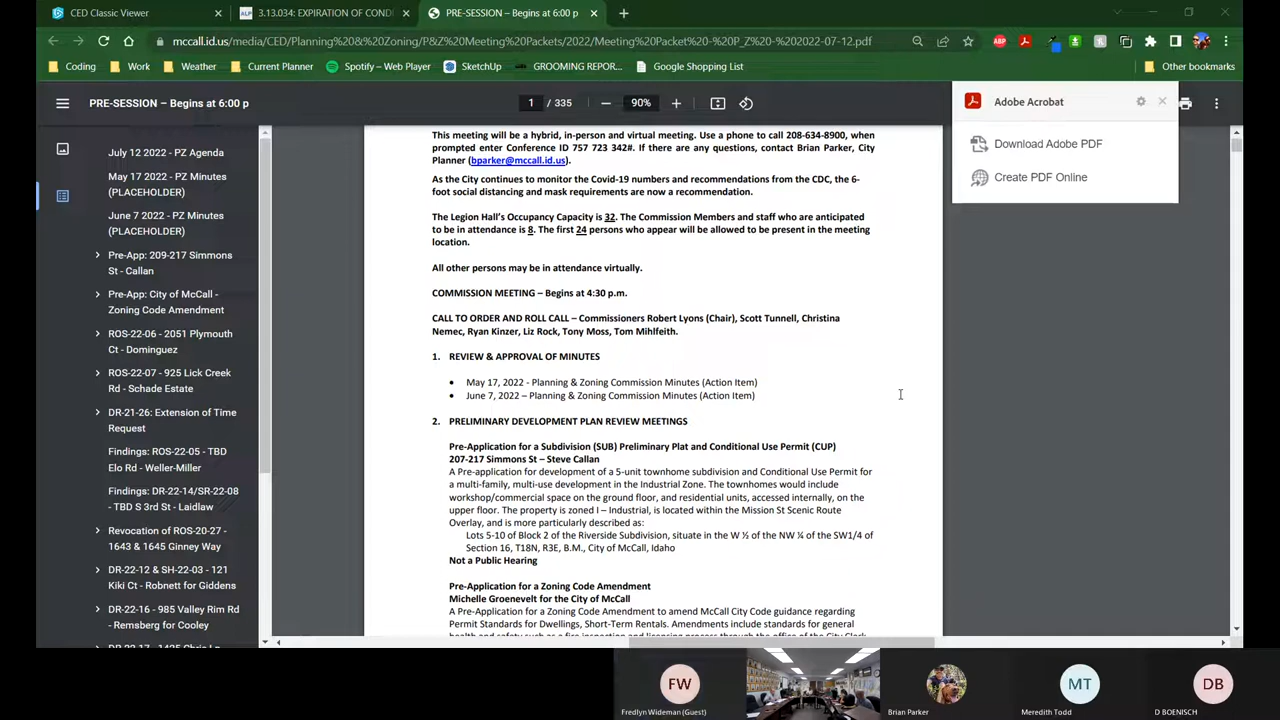 CED Classic Viewer
3.13.034: EXPIRATION OF COND
PRE-SESSION – Begins at 6:00 p
mccall.id.us/media/CED/Planning%20&%20Zoning/P&Z%20Meeting%20Packets/2022/Meeting%20Packet%20-%20P_Z%20-%202022-07-12.pdf
Coding
Work
Weather
Current Planner
Spotify – Web Player
SketchUp
GROOMING REPOR...
Google Shopping List
Other bookmarks
PRE-SESSION – Begins at 6:00 p
1 / 335
90%
Adobe Acrobat
Download Adobe PDF
Create PDF Online
July 12 2022 - PZ Agenda
May 17 2022 - PZ Minutes
(PLACEHOLDER)
June 7 2022 - PZ Minutes
(PLACEHOLDER)
Pre-App: 209-217 Simmons
St - Callan
Pre-App: City of McCall -
Zoning Code Amendment
ROS-22-06 - 2051 Plymouth
Ct - Dominguez
ROS-22-07 - 925 Lick Creek
Rd - Schade Estate
DR-21-26: Extension of Time
Request
Findings: ROS-22-05 - TBD
Elo Rd - Weller-Miller
Findings: DR-22-14/SR-22-08
- TBD S 3rd St - Laidlaw
Revocation of ROS-20-27 -
1643 & 1645 Ginney Way
DR-22-12 & SH-22-03 - 121
Kiki Ct - Robnett for Giddens
DR-22-16 - 985 Valley Rim Rd
- Remsberg for Cooley
This meeting will be a hybrid, in-person and virtual meeting. Use a phone to call 208-634-8900, when
prompted enter Conference ID 757 723 342#. If there are any questions, contact Brian Parker, City
Planner (bparker@mccall.id.us).
As the City continues to monitor the Covid-19 numbers and recommendations from the CDC, the 6-
foot social distancing and mask requirements are now a recommendation.
The Legion Hall's Occupancy Capacity is 32. The Commission Members and staff who are anticipated
to be in attendance is 8. The first 24 persons who appear will be allowed to be present in the meeting
location.
All other persons may be in attendance virtually.
COMMISSION MEETING – Begins at 4:30 p.m.
CALL TO ORDER AND ROLL CALL – Commissioners Robert Lyons (Chair), Scott Tunnell, Christina
Nemec, Ryan Kinzer, Liz Rock, Tony Moss, Tom Mihlfeith.
1. REVIEW & APPROVAL OF MINUTES
• May 17, 2022 - Planning & Zoning Commission Minutes (Action Item)
• June 7, 2022 – Planning & Zoning Commission Minutes (Action Item)
2. PRELIMINARY DEVELOPMENT PLAN REVIEW MEETINGS
Pre-Application for a Subdivision (SUB) Preliminary Plat and Conditional Use Permit (CUP)
207-217 Simmons St – Steve Callan
A Pre-application for development of a 5-unit townhome subdivision and Conditional Use Permit for
a multi-family, multi-use development in the Industrial Zone. The townhomes would include
workshop/commercial space on the ground floor, and residential units, accessed internally, on the
upper floor. The property is zoned I – Industrial, is located within the Mission St Scenic Route
Overlay, and is more particularly described as:
Lots 5-10 of Block 2 of the Riverside Subdivision, situate in the W ½ of the NW ¼ of the SW1/4 of
Section 16, T18N, R3E, B.M., City of McCall, Idaho
Not a Public Hearing
Pre-Application for a Zoning Code Amendment
Michelle Groenevelt for the City of McCall
A Pre-Application for a Zoning Code Amendment to amend McCall City Code guidance regarding
Permit Standards for Dwellings, Short-Term Rentals. Amendments include standards for general
health and safety such as a fire inspection and licensing process through the office of the City Clerk
FW
MT
DB
Fredlyn Wideman (Guest)
Brian Parker
Meredith Todd
D BOENISCH